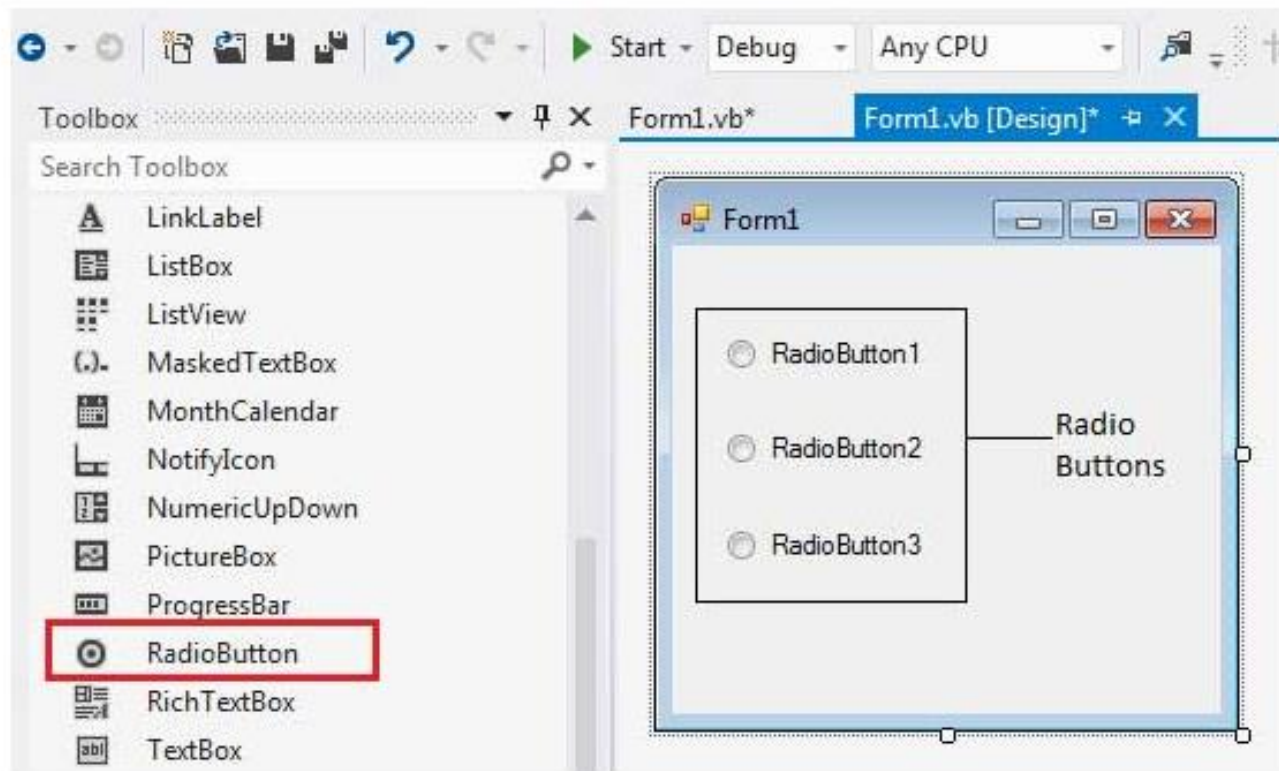 Start Debug Any CPU
Toolbox
Form1.vb* Form1.vb [Design]*
Search Toolbox
LinkLabel
ListBox
ListView
MaskedTextBox
MonthCalendar
NotifyIcon
NumericUpDown
PictureBox
ProgressBar
RadioButton
RichTextBox
TextBox
Form1
RadioButton1
RadioButton2
RadioButton3
Radio
Buttons